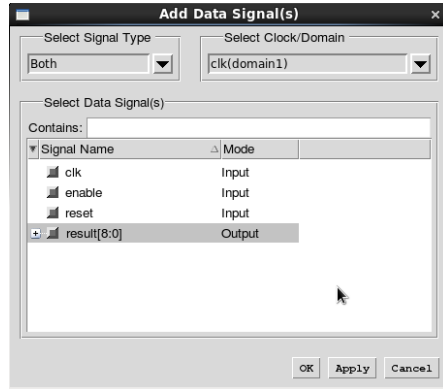 Add Data Signal(s)
Select Signal Type
Select Clock/Domain
Both
clk(domain1)
Select Data Signal(s)
Contains:
Signal Name Mode
clk Input
enable Input
reset Input
result[8:0] Output
OK Apply Cancel